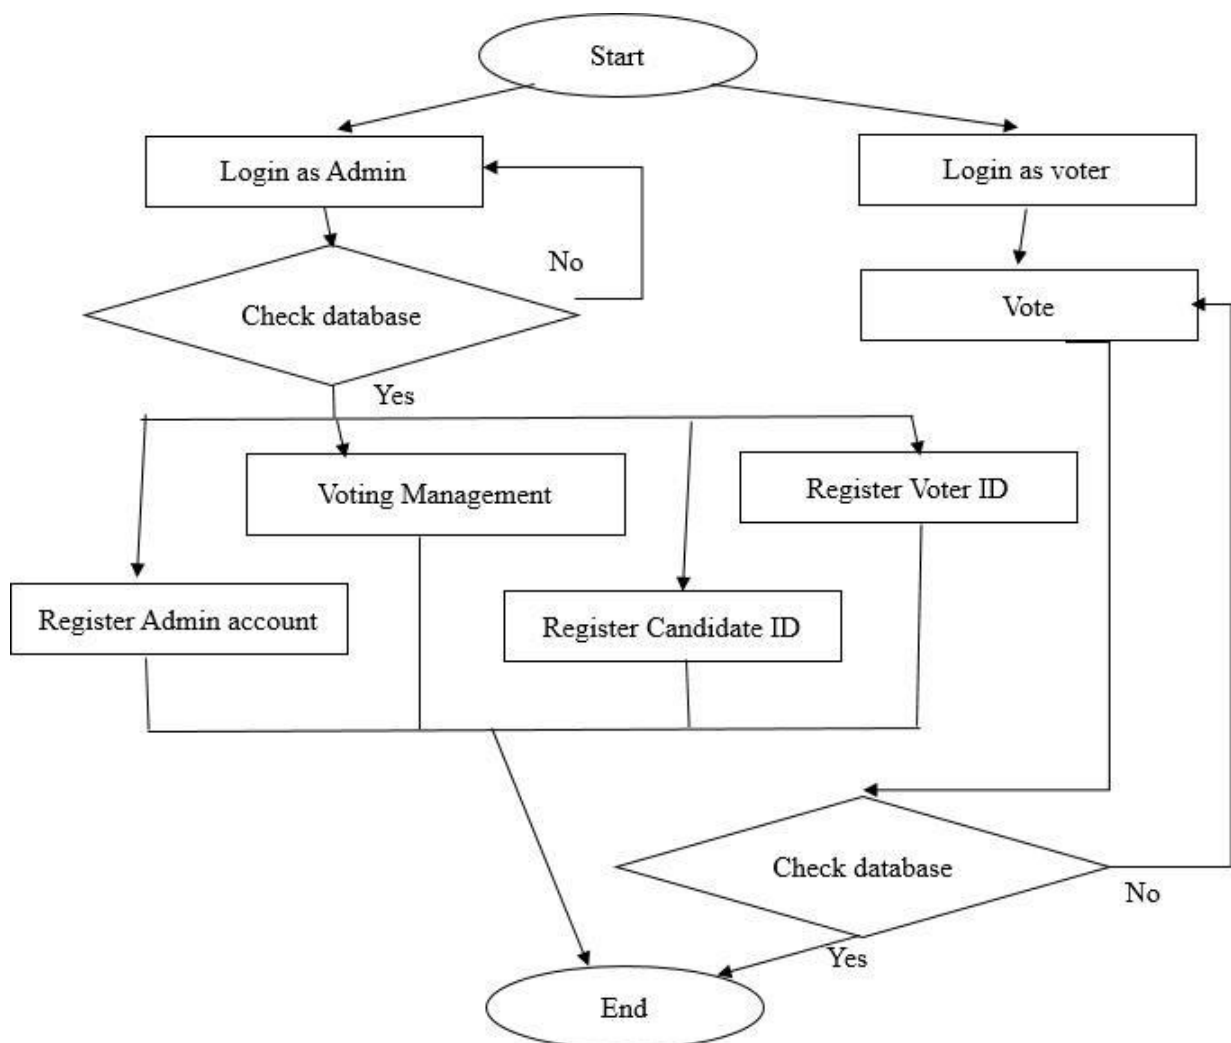 Start
Login as Admin
Login as voter
No
Check database
Vote
Yes
Voting Management
Register Voter ID
Register Admin account
Register Candidate ID
Check database
No
Yes
End